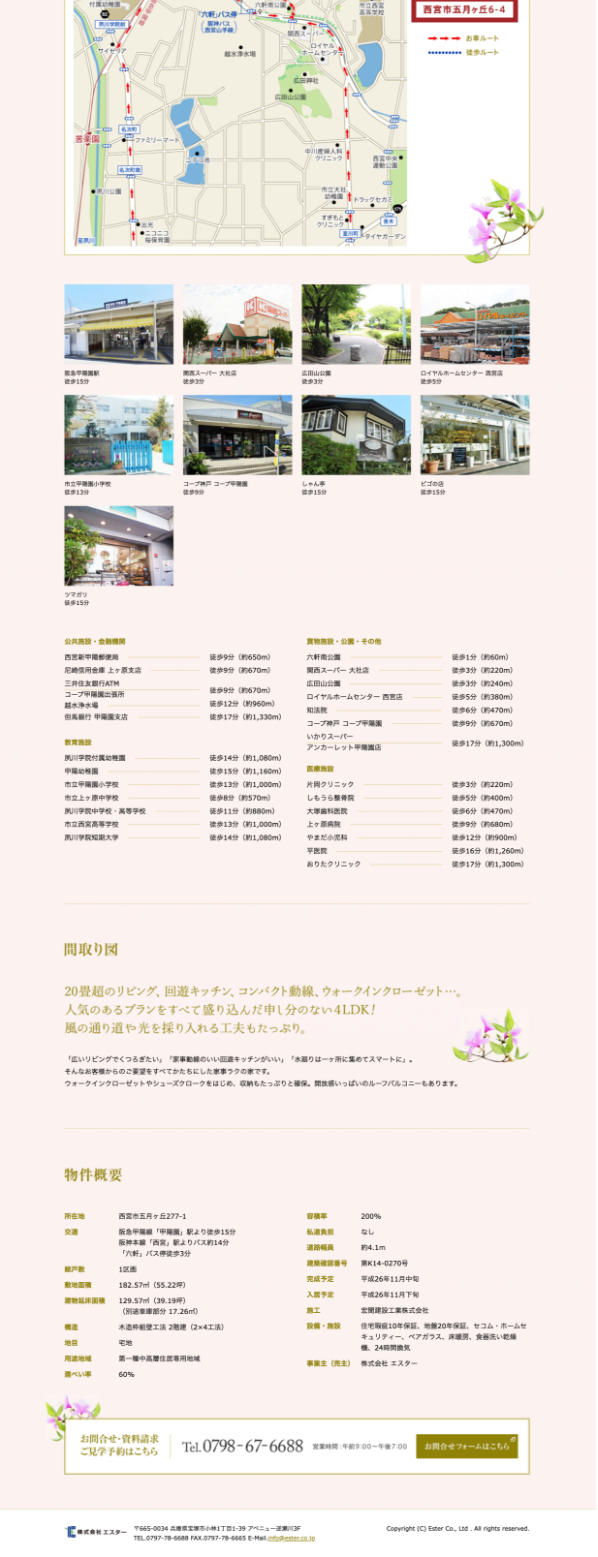 付属幼稚園
夙川学院前
サイゼリア
「六軒」バス停
阪神バス
(西宮山手線)
六軒南公園
市立西宮
高等学校
西宮市五月ヶ丘6-4
お車ルート
徒歩ルート
関西スーパー
ロイヤル
ホームセンター
越水浄水場
広田神社
広田山公園
名次町
ファミリーマート
苦楽園
名次町南
中川産婦人科
クリニック
西宮中央
運動公園
夙川公園
市立大社
幼稚園
ドラッグセガミ
すぎもと
クリニック
出光
ニコニコ
桜保育園
室川町
タイヤガーデン
阪急甲陽園駅
徒歩15分
関西スーパー 大社店
徒歩3分
広田山公園
徒歩3分
ロイヤルホームセンター 西宮店
徒歩5分
市立甲陽園小学校
徒歩13分
コープ神戸 コープ甲陽園
徒歩9分
しゃん亭
徒歩15分
ビゴの店
徒歩15分
ツマガリ
徒歩15分
公共施設・金融機関
西宮新甲陽郵便局 徒歩9分（約650m）
尼崎信用金庫 上ヶ原支店 徒歩9分（約670m）
三井住友銀行ATM
コープ甲陽園出張所 徒歩9分（約670m）
越水浄水場 徒歩12分（約960m）
但馬銀行 甲陽園支店 徒歩17分（約1,330m）
教育施設
夙川学院付属幼稚園 徒歩14分（約1,080m）
甲陽幼稚園 徒歩15分（約1,160m）
市立甲陽園小学校 徒歩13分（約1,000m）
市立上ヶ原中学校 徒歩8分（約570m）
夙川学院中学校・高等学校 徒歩11分（約880m）
市立西宮高等学校 徒歩13分（約1,000m）
夙川学院短期大学 徒歩14分（約1,080m）
買物施設・公園・その他
六軒南公園 徒歩1分（約60m）
関西スーパー 大社店 徒歩3分（約220m）
広田山公園 徒歩3分（約240m）
ロイヤルホームセンター 西宮店 徒歩5分（約380m）
知法院 徒歩6分（約470m）
コープ神戸 コープ甲陽園 徒歩9分（約670m）
いかりスーパー
アンカーレット甲陽園店 徒歩17分（約1,300m）
医療施設
片岡クリニック 徒歩3分（約220m）
しもうら整骨院 徒歩5分（約400m）
大塚歯科医院 徒歩6分（約470m）
上ヶ原病院 徒歩9分（約680m）
やまだ小児科 徒歩12分（約900m）
平医院 徒歩16分（約1,260m）
おりたクリニック 徒歩17分（約1,300m）
間取り図
20畳超のリビング、回遊キッチン、コンパクト動線、ウォークインクローゼット…。
人気のあるプランをすべて盛り込んだ申し分のない4LDK!
風の通り道や光を採り入れる工夫もたっぷり。
「広いリビングでくつろぎたい」「家事動線のいい回遊キッチンがいい」「水廻りは一ヶ所に集めてスマートに」。
そんなお客様からのご要望をすべてかたちにした家事ラクの家です。
ウォークインクローゼットやシューズクロークをはじめ、収納もたっぷりと確保。開放感いっぱいのルーフバルコニーもあります。
物件概要
所在地 西宮市五月ヶ丘277-1
交通 阪急甲陽線「甲陽園」駅より徒歩15分
阪神本線「西宮」駅よりバス約14分
「六軒」バス停徒歩3分
総戸数 1区画
敷地面積 182.57㎡（55.22坪）
建物延床面積 129.57㎡（39.19坪）
（別途車庫部分 17.26㎡）
構造 木造枠組壁工法 2階建（2×4工法）
地目 宅地
用途地域 第一種中高層住居専用地域
建ぺい率 60%
容積率 200%
私道負担 なし
道路幅員 約4.1m
建築確認番号 第K14-0270号
完成予定 平成26年11月中旬
入居予定 平成26年11月下旬
施工 宏関建設工業株式会社
設備・施設 住宅瑕疵10年保証、地盤20年保証、セコム・ホームセ
キュリティー、ペアガラス、床暖房、食器洗い乾燥
機、24時間換気
事業主（売主） 株式会社 エスター
お問合せ・資料請求
ご見学予約はこちら
Tel.0798-67-6688
営業時間：午前9:00〜午後7:00
お問合せフォームはこちら
株式会社 エスター
〒665-0034 兵庫県宝塚市小林1丁目1-39 アベニュー逆瀬川3F
TEL.0797-78-6688 FAX.0797-78-6665 E-Mail.info@ester.co.jp
Copyright (C) Ester Co., Ltd . All rights reserved.